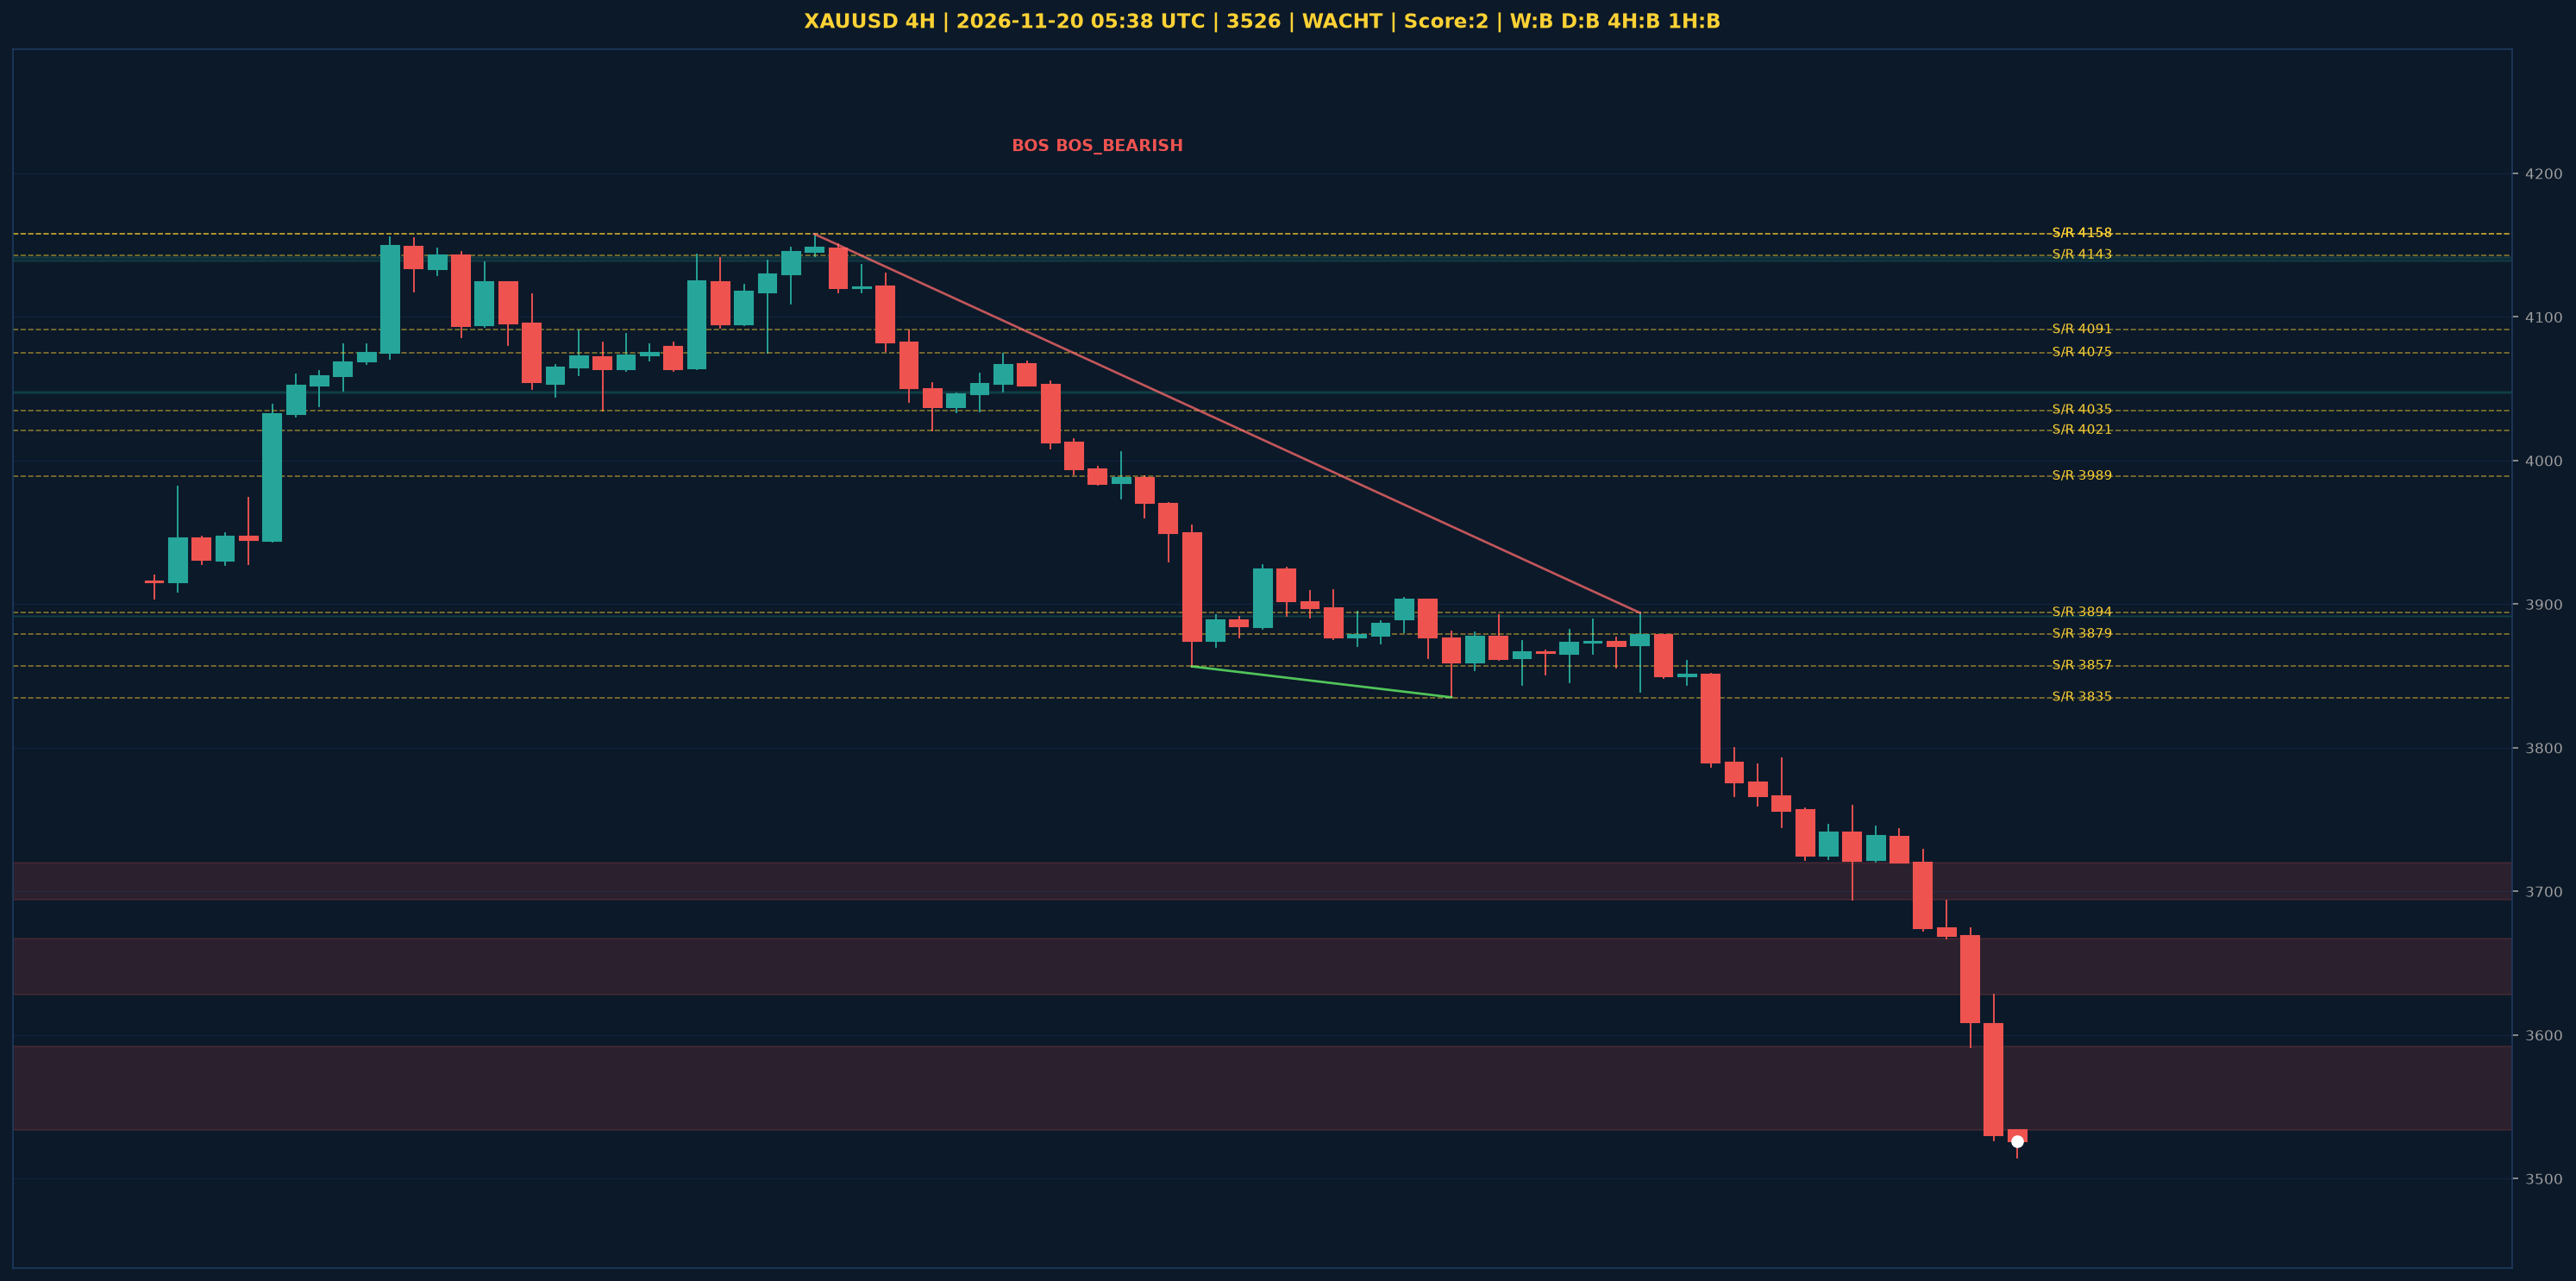 XAUUSD 4H | 2026-11-20 05:38 UTC | 3526 | WACHT | Score:2 | W:B D:B 4H:B 1H:B
BOS BOS_BEARISH
4200
S/R 4158
S/R 4143
4100
S/R 4091
S/R 4075
S/R 4035
S/R 4021
4000
S/R 3989
3900
S/R 3894
S/R 3879
S/R 3857
S/R 3835
3800
3700
3600
3500